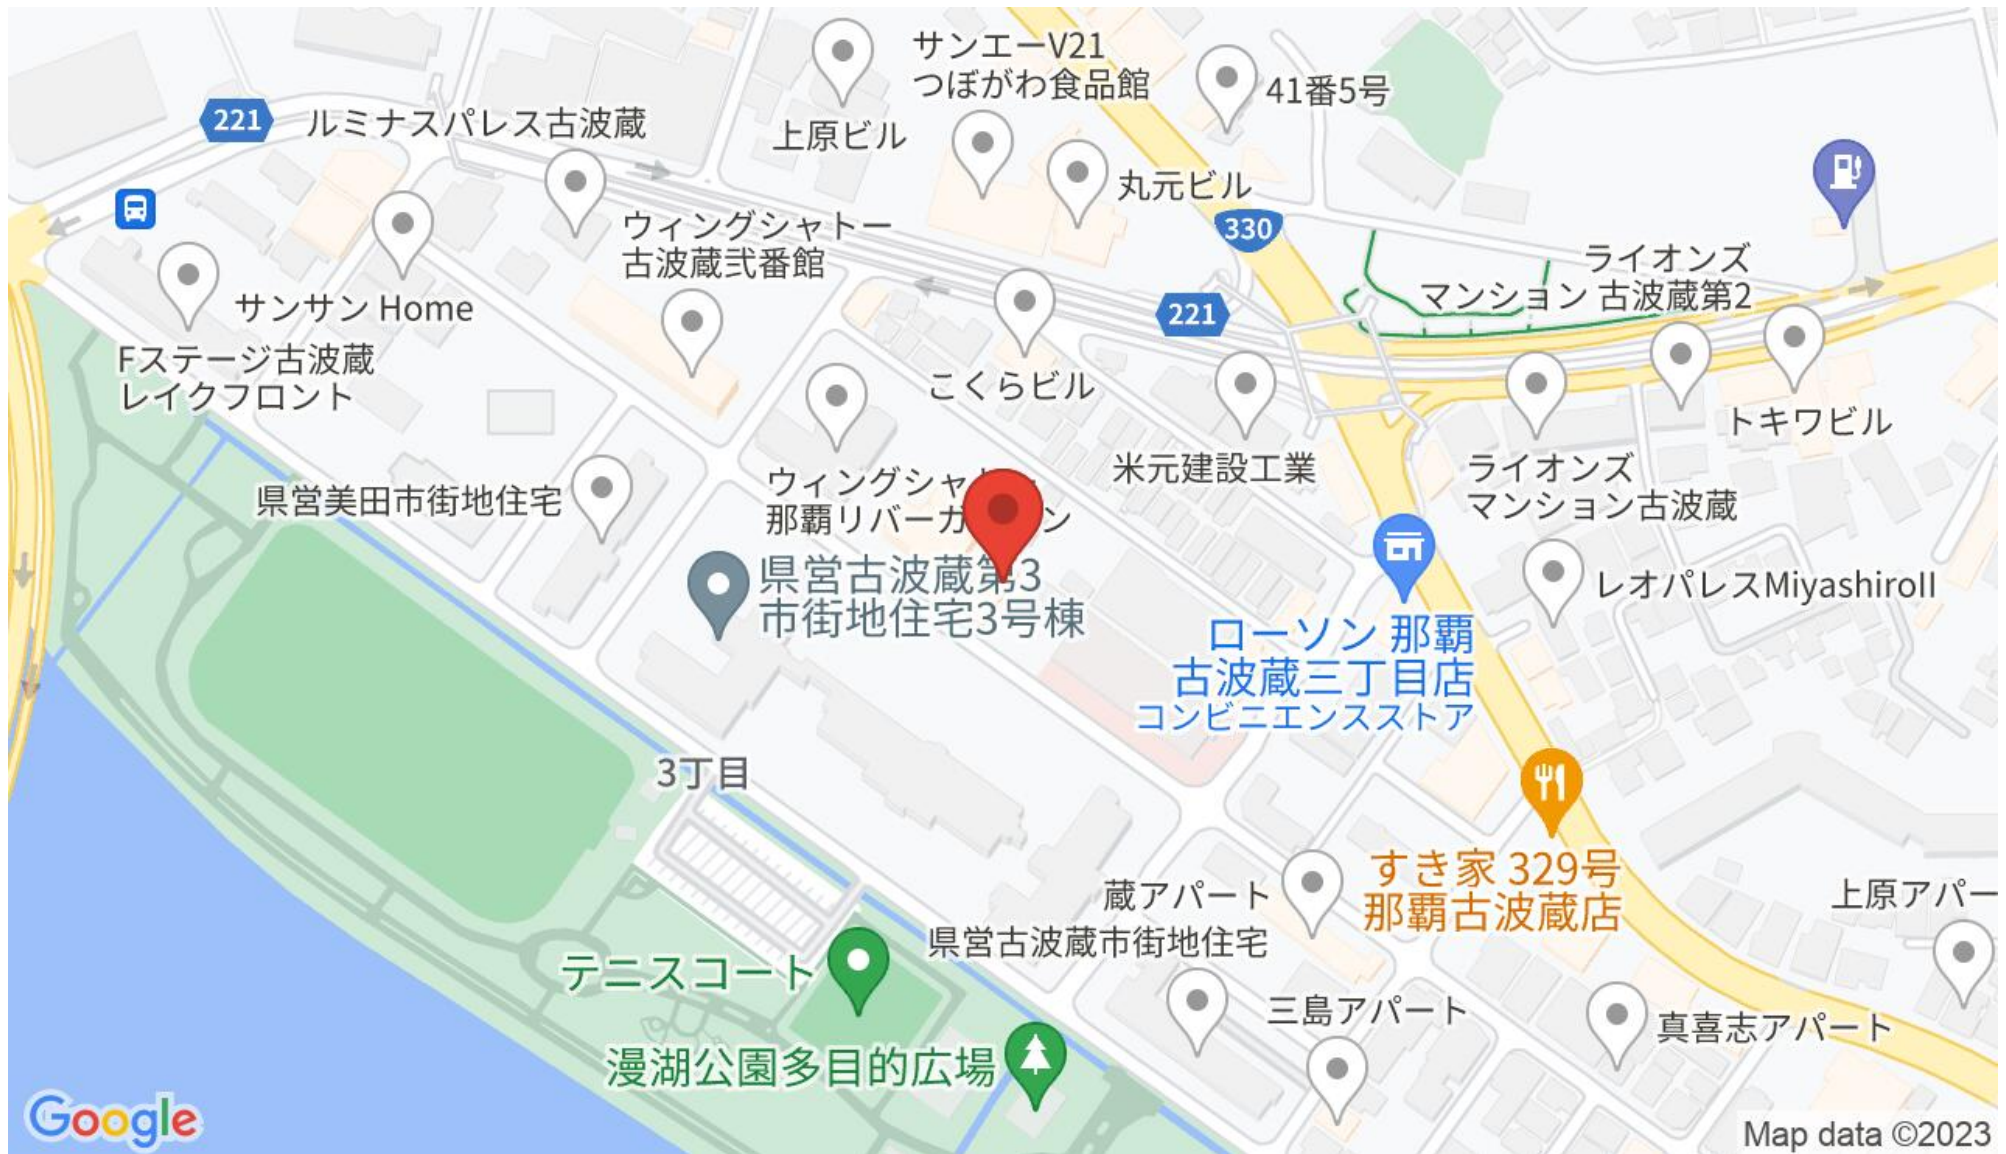 サンエーV21
つぼがわ食品館
41番5号
221
ルミナスパレス古波蔵
上原ビル
丸元ビル
330
ウィングシャトー
古波蔵弐番館
ライオンズ
マンション 古波蔵第2
サンサン Home
221
Fステージ古波蔵
レイクフロント
こくらビル
トキワビル
米元建設工業
ライオンズ
マンション古波蔵
県営美田市街地住宅
ウィングシャ
那覇リバーガ ン
県営古波蔵第3
市街地住宅3号棟
レオパレスMiyashiroII
ローソン 那覇
古波蔵三丁目店
コンビニエンスストア
3丁目
すき家 329号
那覇古波蔵店
蔵アパート
上原アパー
県営古波蔵市街地住宅
テニスコート
三島アパート
真喜志アパート
漫湖公園多目的広場
Google
Map data ©2023